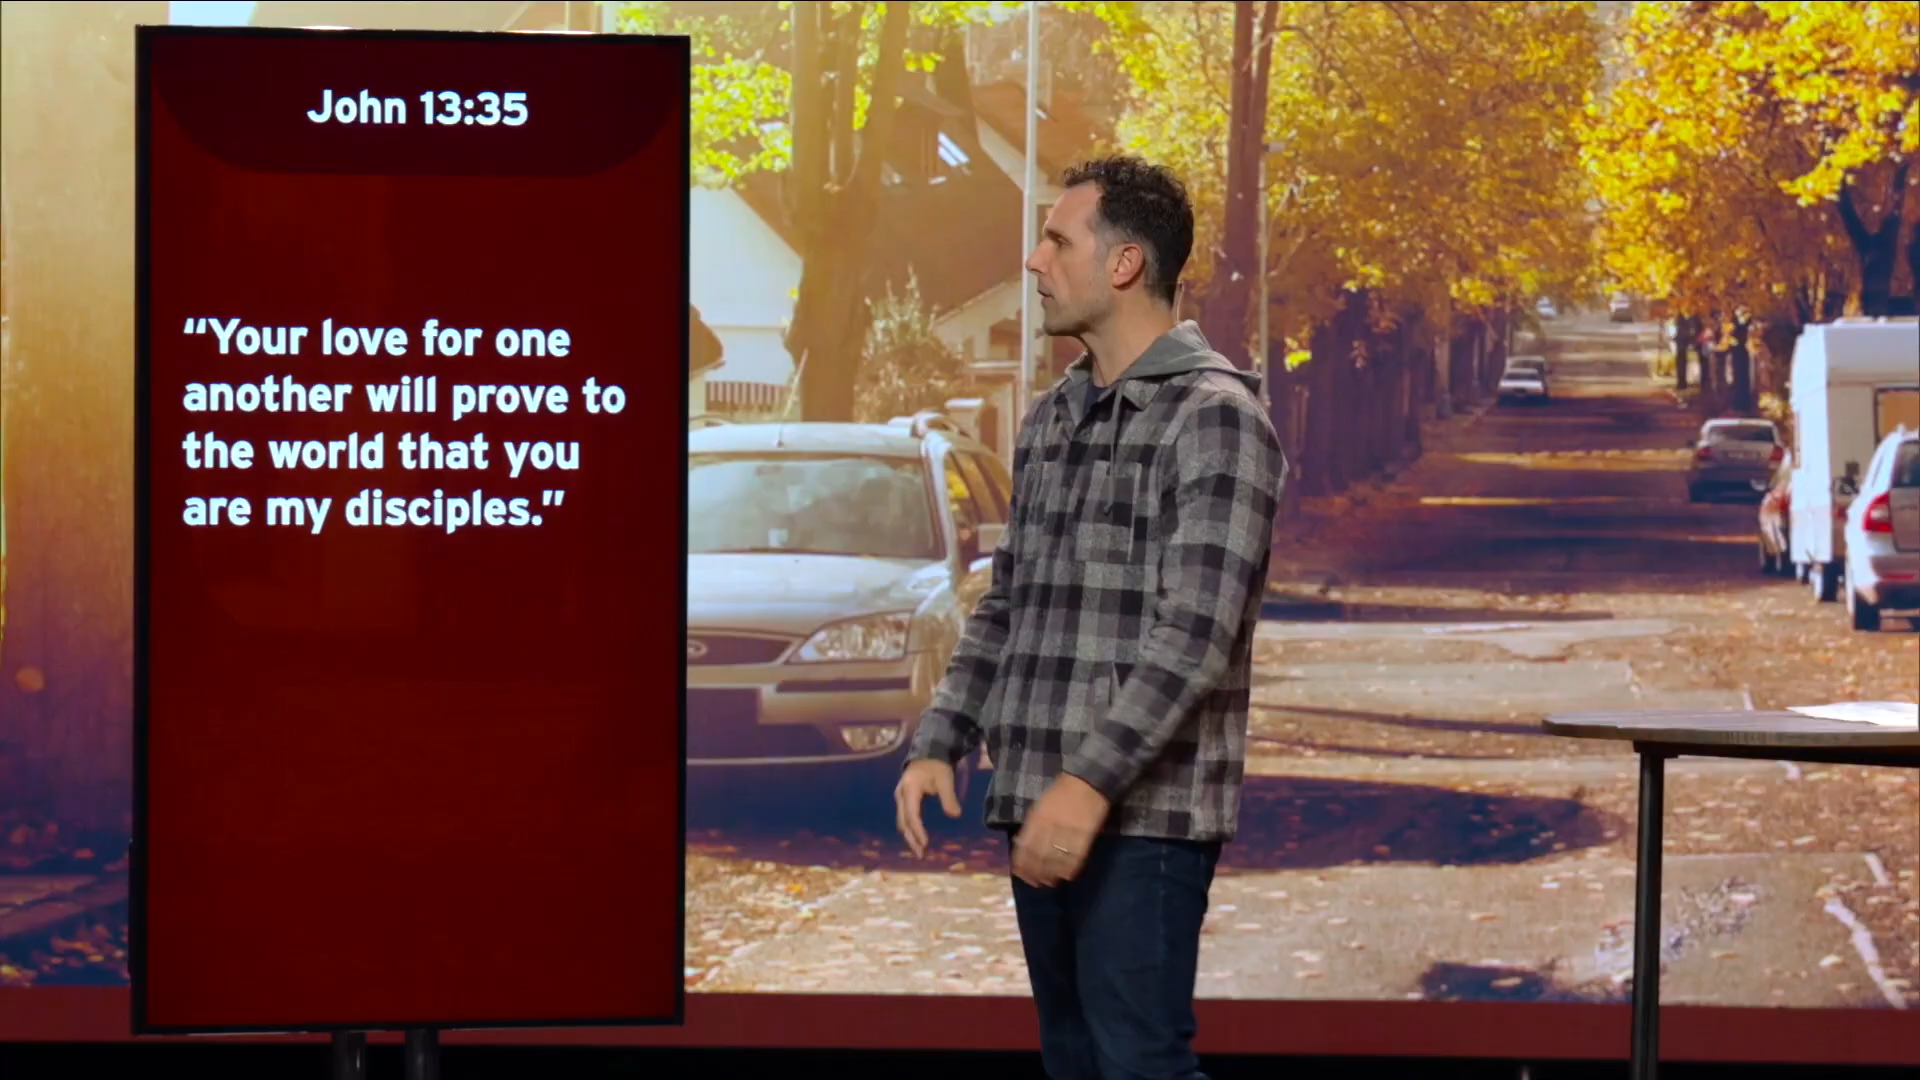 John 13:35
“Your love for one
another will prove to
the world that you
are my disciples.”